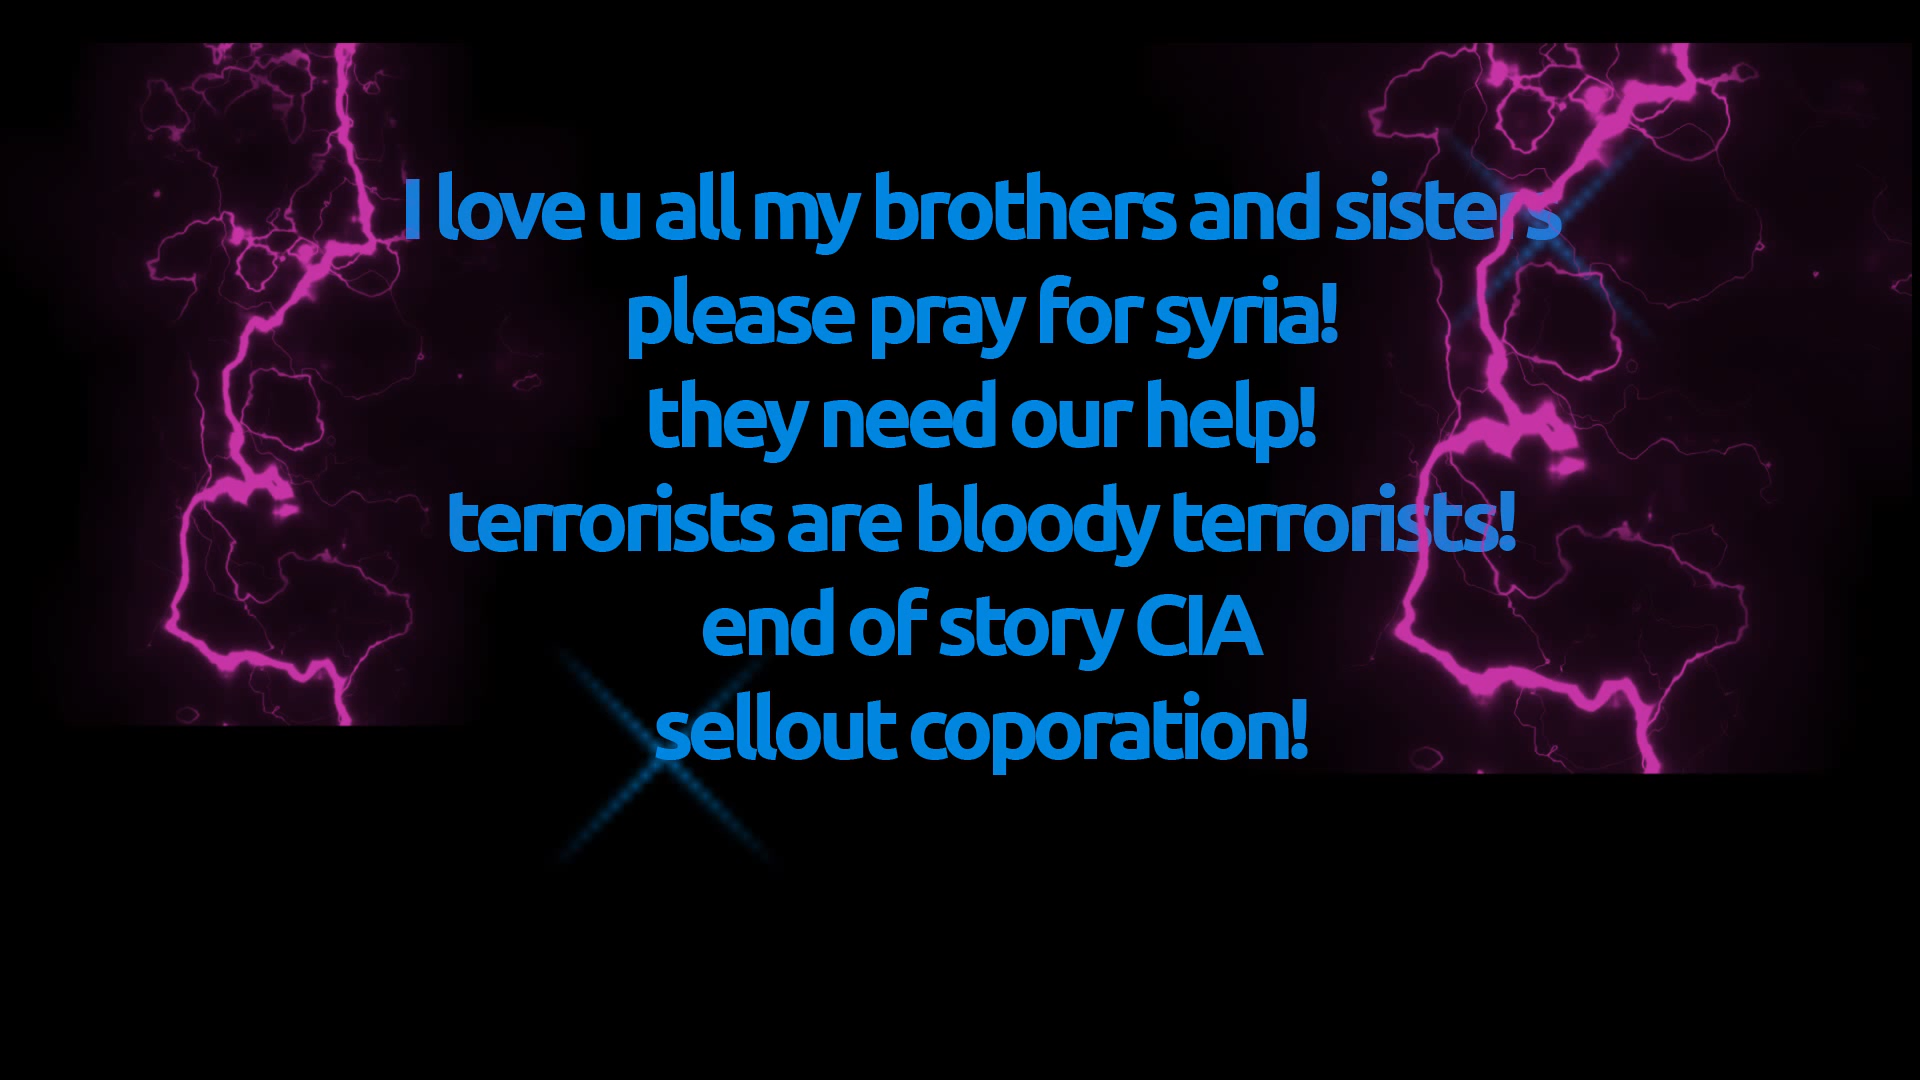 I love u all my brothers and sisters
please pray for syria!
they need our help!
terrorists are bloody terrorists!
end of story CIA
sellout coporation!